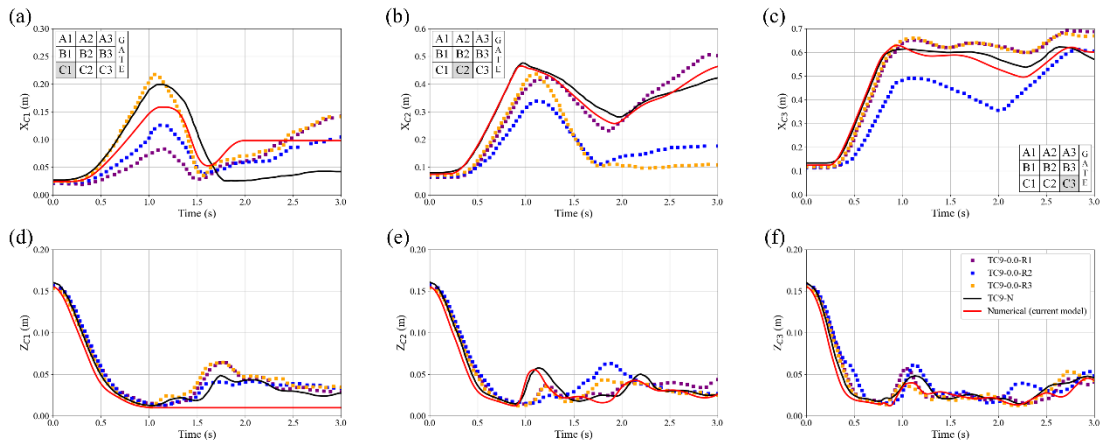 (a)
0.30
0.25
0.20
0.15
0.10
0.05
0.00
X_C1 (m)
A1 A2 A3
B1 B2 B3
C1 C2 C3
GATE
0.0 0.5 1.0 1.5 2.0 2.5 3.0
Time (s)
(b)
0.6
0.5
0.4
0.3
0.2
0.1
0.0
X_C2 (m)
A1 A2 A3
B1 B2 B3
C1 C2 C3
GATE
0.0 0.5 1.0 1.5 2.0 2.5 3.0
Time (s)
(c)
0.7
0.6
0.5
0.4
0.3
0.2
0.1
0.0
X_C3 (m)
A1 A2 A3
B1 B2 B3
C1 C2 C3
GATE
0.0 0.5 1.0 1.5 2.0 2.5 3.0
Time (s)
(d)
0.20
0.15
0.10
0.05
0.00
Z_C1 (m)
0.0 0.5 1.0 1.5 2.0 2.5 3.0
Time (s)
(e)
0.20
0.15
0.10
0.05
0.00
Z_C2 (m)
0.0 0.5 1.0 1.5 2.0 2.5 3.0
Time (s)
(f)
0.20
0.15
0.10
0.05
0.00
Z_C3 (m)
TC9-0.0-R1
TC9-0.0-R2
TC9-0.0-R3
TC9-N
Numerical (current model)
0.0 0.5 1.0 1.5 2.0 2.5 3.0
Time (s)